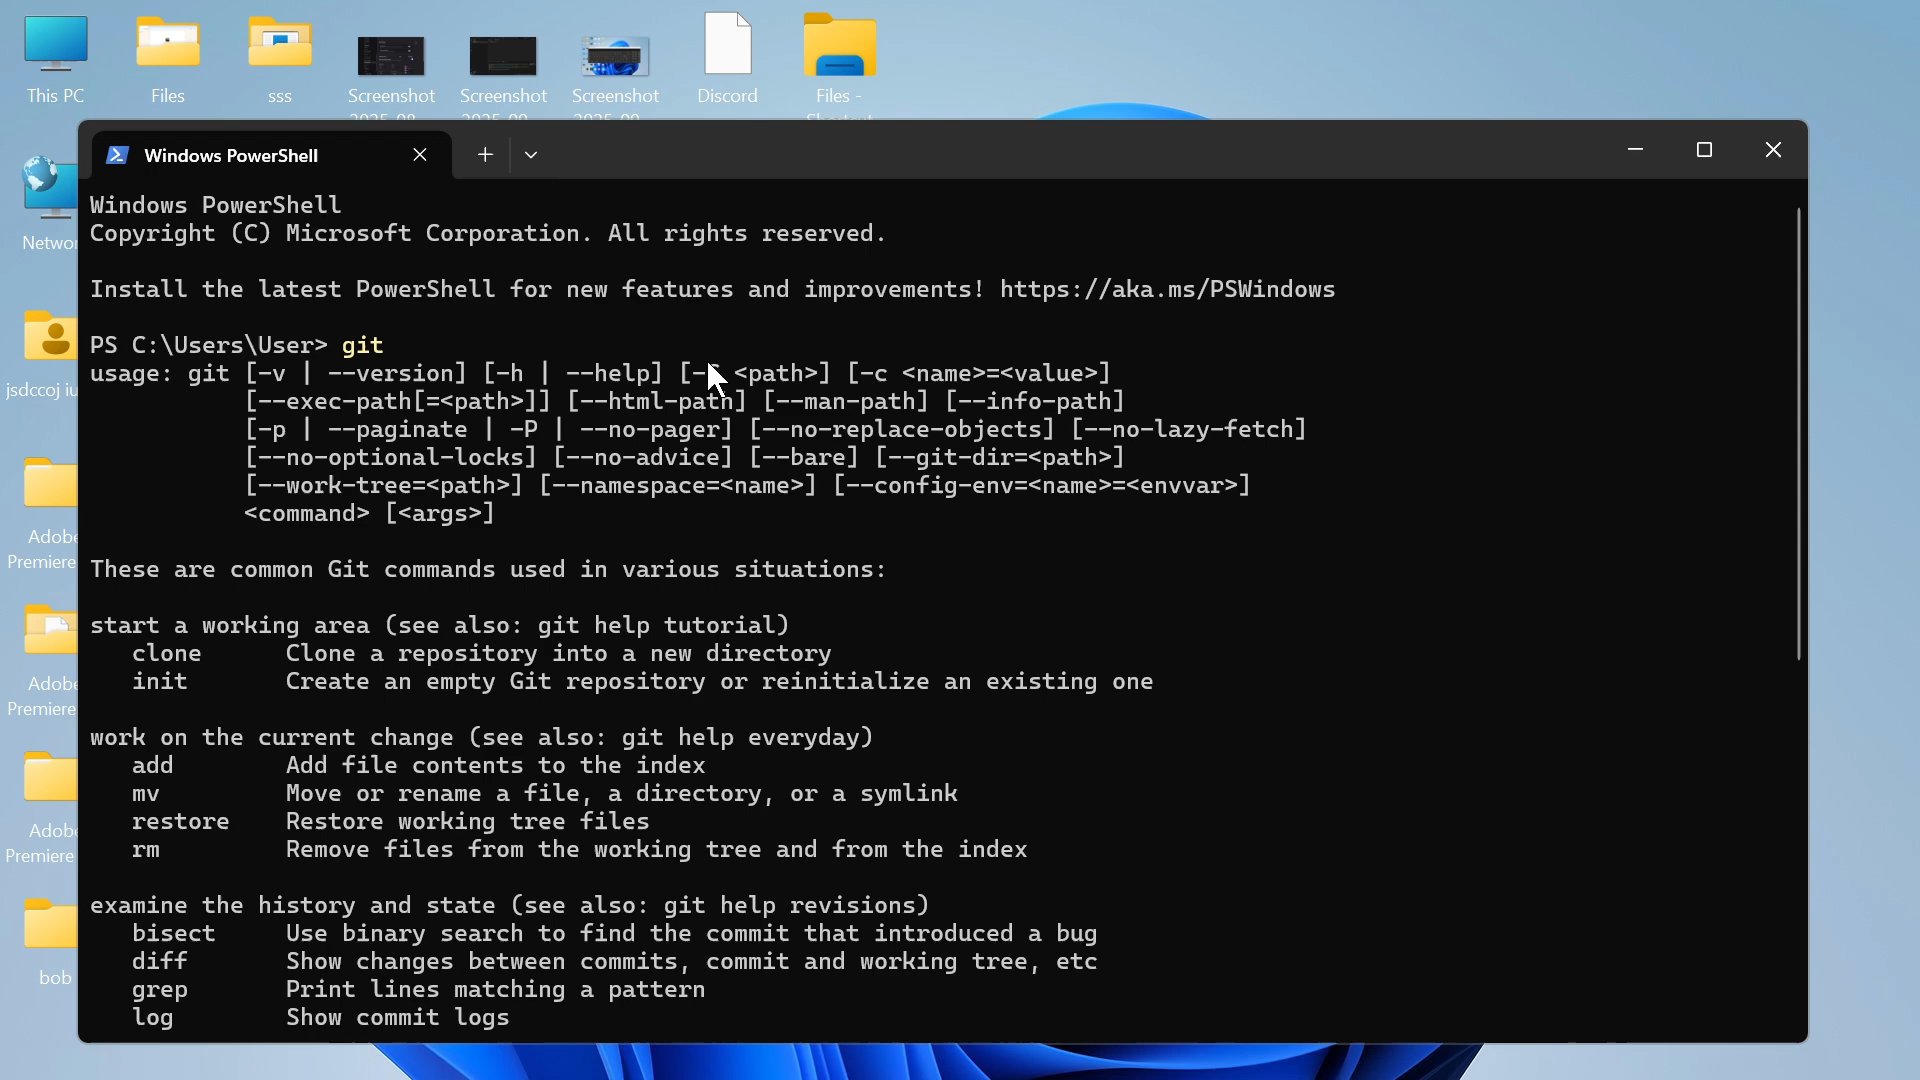 This PC
Files
sss
Screenshot
Screenshot
Screenshot
Discord
Files -
Windows PowerShell
Windows PowerShell
Copyright (C) Microsoft Corporation. All rights reserved.
Install the latest PowerShell for new features and improvements! https://aka.ms/PSWindows
PS C:\Users\User> git
usage: git [-v | --version] [-h | --help] [- <path>] [-c <name>=<value>]
[--exec-path[=<path>]] [--html-path] [--man-path] [--info-path]
[-p | --paginate | -P | --no-pager] [--no-replace-objects] [--no-lazy-fetch]
[--no-optional-locks] [--no-advice] [--bare] [--git-dir=<path>]
[--work-tree=<path>] [--namespace=<name>] [--config-env=<name>=<envvar>]
<command> [<args>]
These are common Git commands used in various situations:
start a working area (see also: git help tutorial)
clone Clone a repository into a new directory
init Create an empty Git repository or reinitialize an existing one
work on the current change (see also: git help everyday)
add Add file contents to the index
mv Move or rename a file, a directory, or a symlink
restore Restore working tree files
rm Remove files from the working tree and from the index
examine the history and state (see also: git help revisions)
bisect Use binary search to find the commit that introduced a bug
diff Show changes between commits, commit and working tree, etc
grep Print lines matching a pattern
log Show commit logs
Netwo
jsdccoj iu
Adobe
Premiere
Adobe
Premiere
Adobe
Premiere
bob